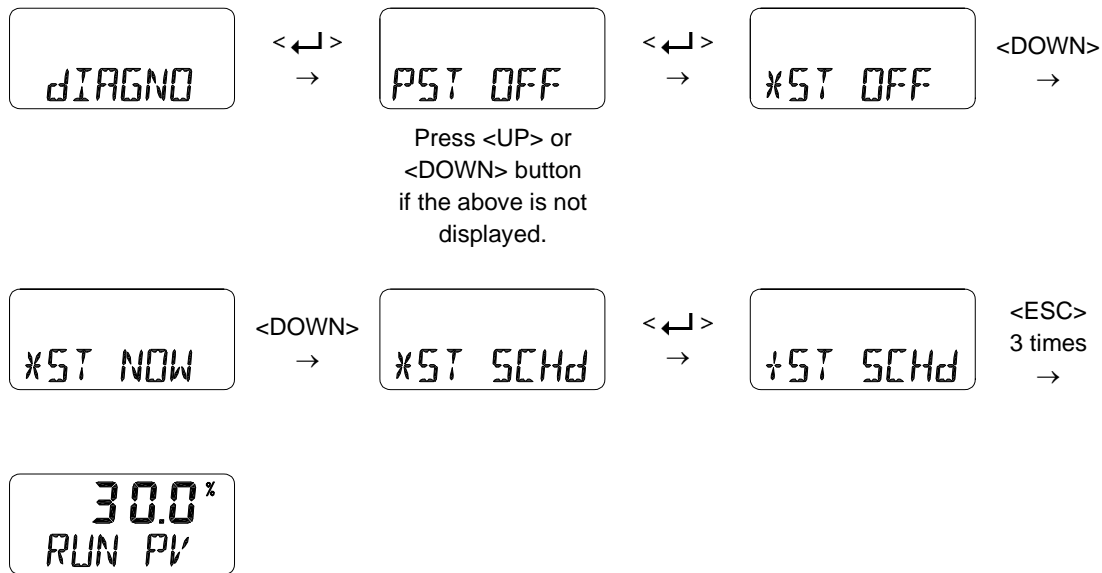 dIAGNO
< ↵ >
→
PST OFF
< ↵ >
→
*ST OFF
<DOWN>
→
Press <UP> or
<DOWN> button
if the above is not
displayed.
*ST NOW
<DOWN>
→
*ST SCHd
< ↵ >
→
+ST SCHd
<ESC>
3 times
→
30.0%
RUN PV